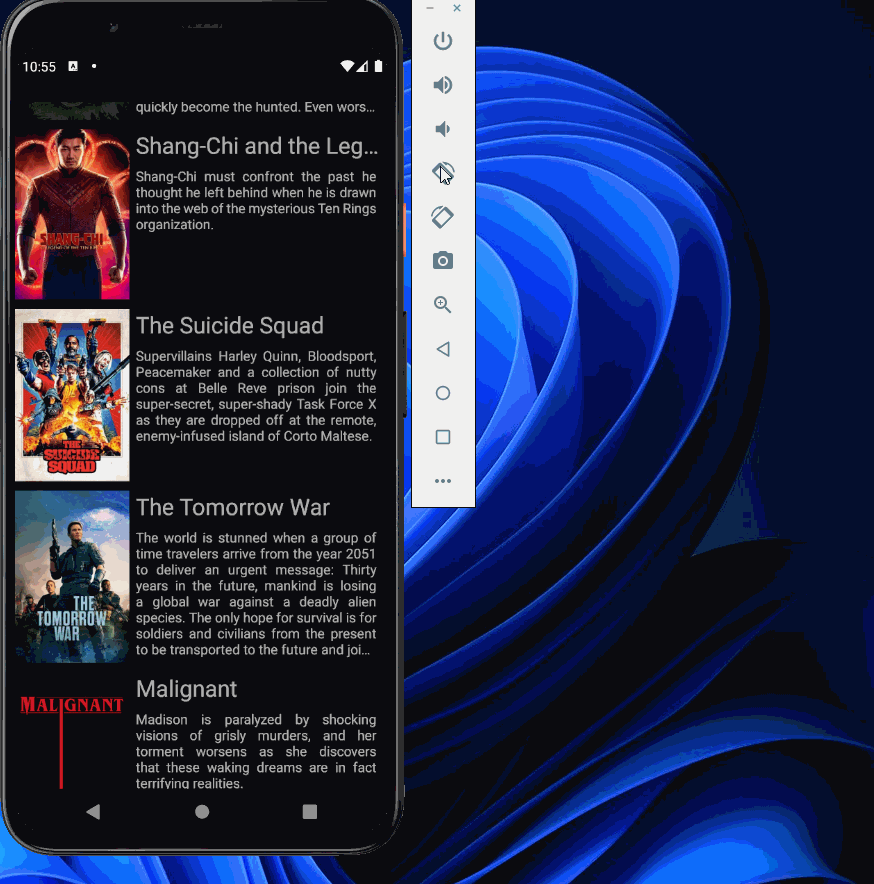 10:55 A
quickly become the hunted. Even wors...
Shang-Chi and the Leg...
Shang-Chi must confront the past he
thought he left behind when he is drawn
into the web of the mysterious Ten Rings
organization.
SHANG-CHI
The Suicide Squad
Supervillains Harley Quinn, Bloodsport,
Peacemaker and a collection of nutty
cons at Belle Reve prison join the
super-secret, super-shady Task Force X
as they are dropped off at the remote,
enemy-infused island of Corto Maltese.
THE
SUICIDE
SQUAD
The Tomorrow War
The world is stunned when a group of
time travelers arrive from the year 2051
to deliver an urgent message: Thirty
years in the future, mankind is losing
a global war against a deadly alien
species. The only hope for survival is for
soldiers and civilians from the present
to be transported to the future and joi...
THE
TOMORROW
WAR
Malignant
Madison is paralyzed by shocking
visions of grisly murders, and her
torment worsens as she discovers
that these waking dreams are in fact
terrifying realities.
MALIGNANT